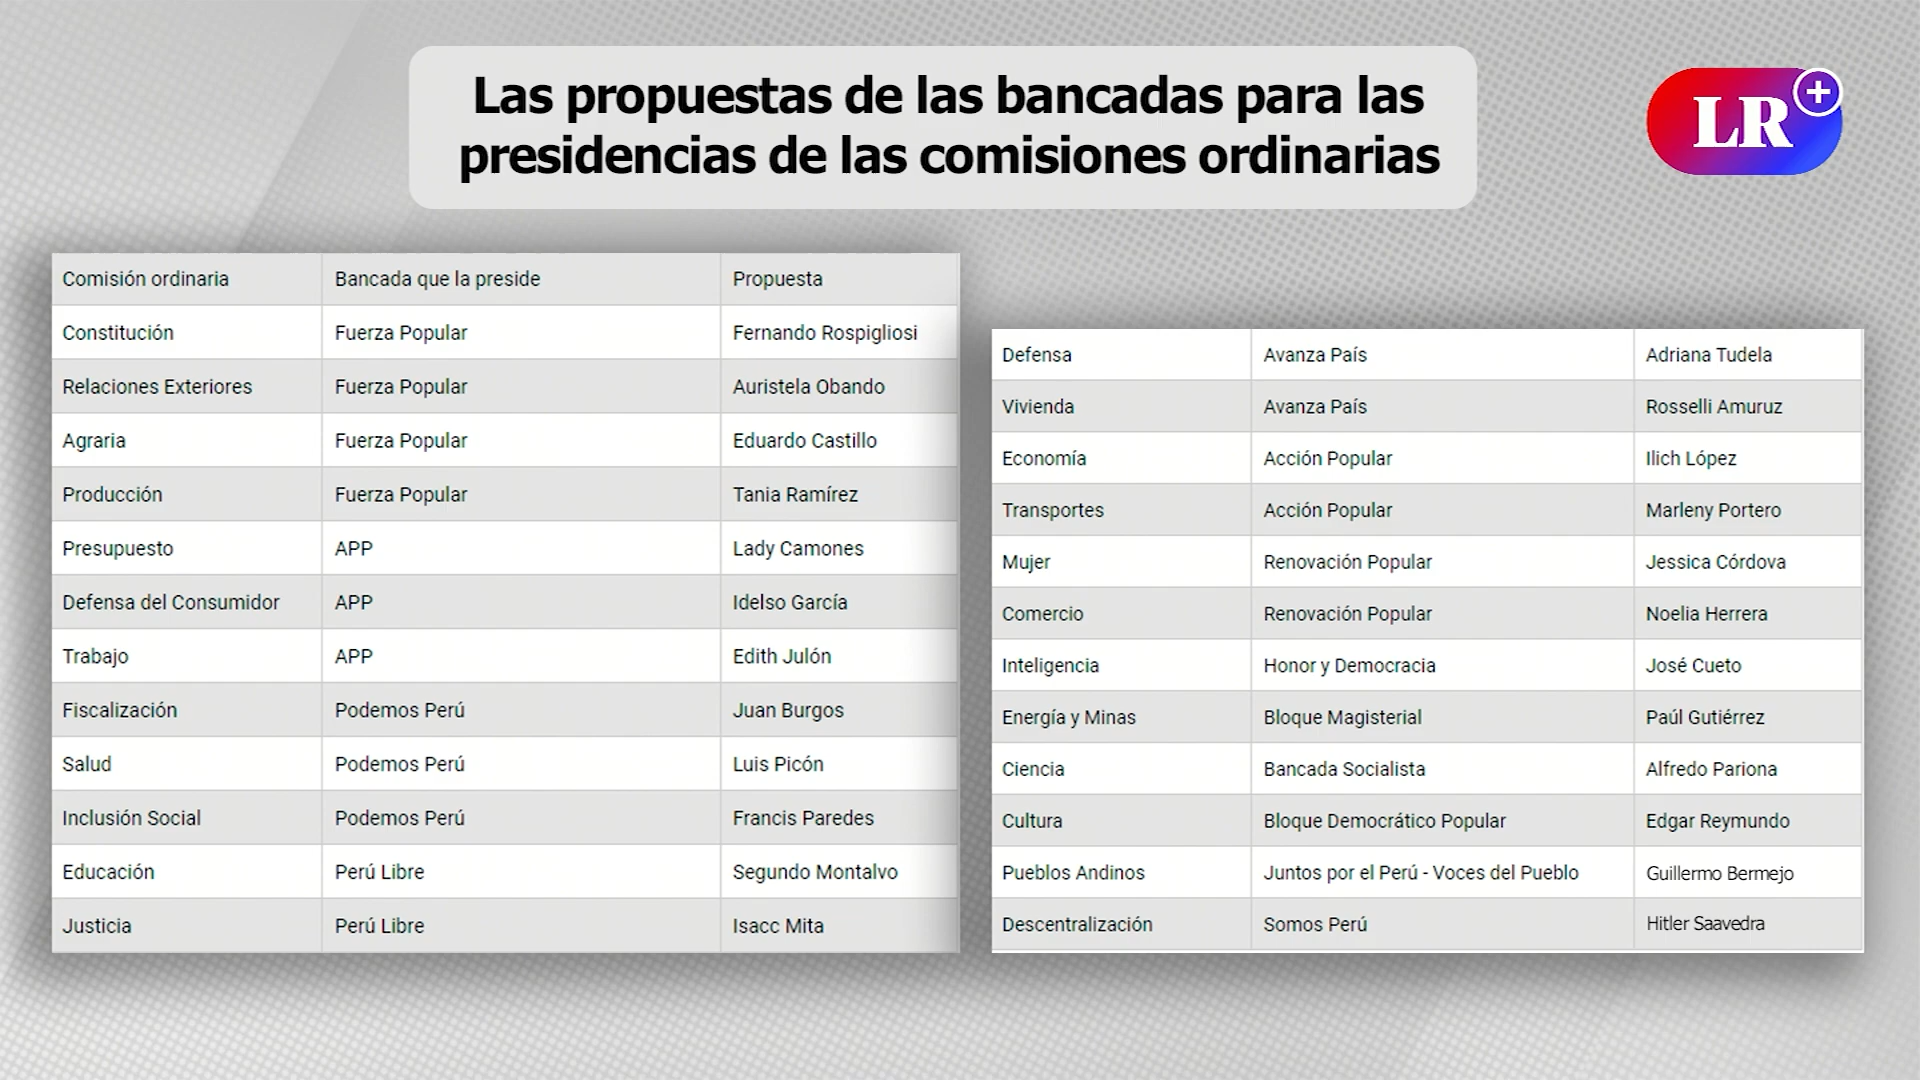 Las propuestas de las bancadas para las
presidencias de las comisiones ordinarias
LR+
Comisión ordinaria Bancada que la preside Propuesta
Constitución Fuerza Popular Fernando Rospigliosi
Relaciones Exteriores Fuerza Popular Auristela Obando
Agraria Fuerza Popular Eduardo Castillo
Producción Fuerza Popular Tania Ramírez
Presupuesto APP Lady Camones
Defensa del Consumidor APP Idelso García
Trabajo APP Edith Julón
Fiscalización Podemos Perú Juan Burgos
Salud Podemos Perú Luis Picón
Inclusión Social Podemos Perú Francis Paredes
Educación Perú Libre Segundo Montalvo
Justicia Perú Libre Isacc Mita
Defensa Avanza País Adriana Tudela
Vivienda Avanza País Rosselli Amuruz
Economía Acción Popular Ilich López
Transportes Acción Popular Marleny Portero
Mujer Renovación Popular Jessica Córdova
Comercio Renovación Popular Noelia Herrera
Inteligencia Honor y Democracia José Cueto
Energía y Minas Bloque Magisterial Paúl Gutiérrez
Ciencia Bancada Socialista Alfredo Pariona
Cultura Bloque Democrático Popular Edgar Reymundo
Pueblos Andinos Juntos por el Perú - Voces del Pueblo Guillermo Bermejo
Descentralización Somos Perú Hitler Saavedra